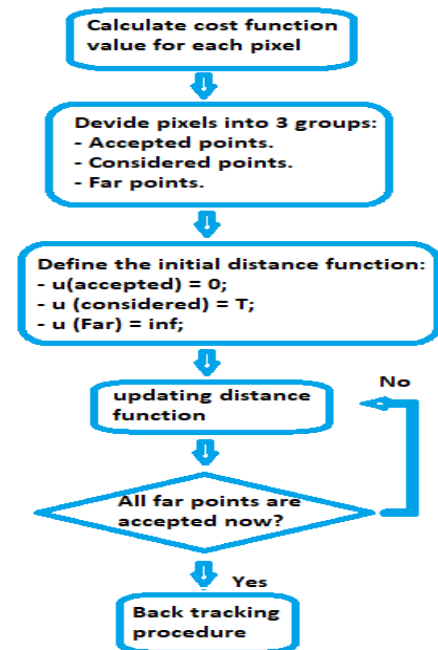 Calculate cost function
value for each pixel
Devide pixels into 3 groups:
- Accepted points.
- Considered points.
- Far points.
Define the initial distance function:
- u(accepted) = 0;
- u (considered) = T;
- u (Far) = inf;
updating distance
function
No
All far points are
accepted now?
Yes
Back tracking
procedure